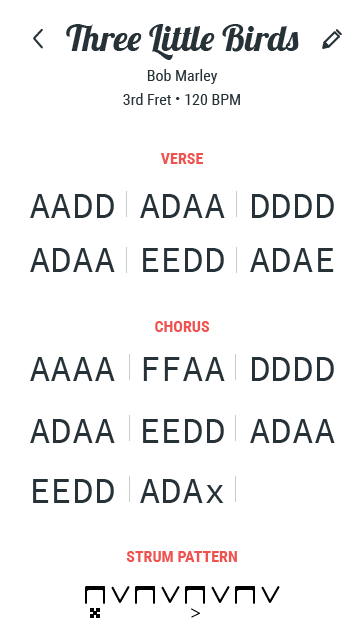 Three Little Birds
Bob Marley
3rd Fret • 120 BPM
VERSE
AADD | ADAA | DDDD
ADAA | EEDD | ADAE
CHORUS
AAAA | FFAA | DDDD
ADAA | EEDD | ADAA
EEDD | ADAx |
STRUM PATTERN